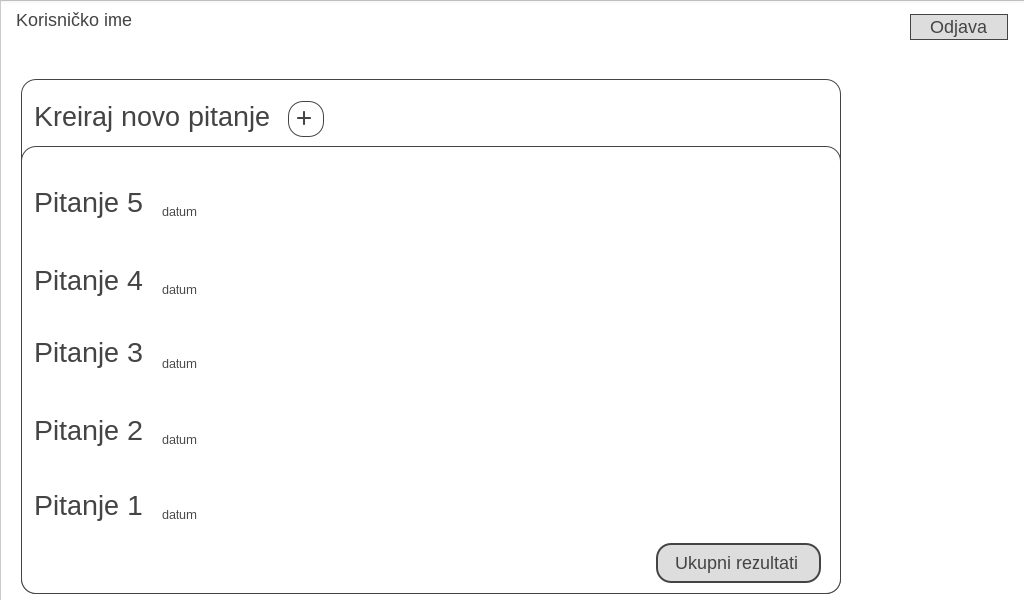 Korisničko ime
Odjava
Kreiraj novo pitanje +
Pitanje 5 datum
Pitanje 4 datum
Pitanje 3 datum
Pitanje 2 datum
Pitanje 1 datum
Ukupni rezultati